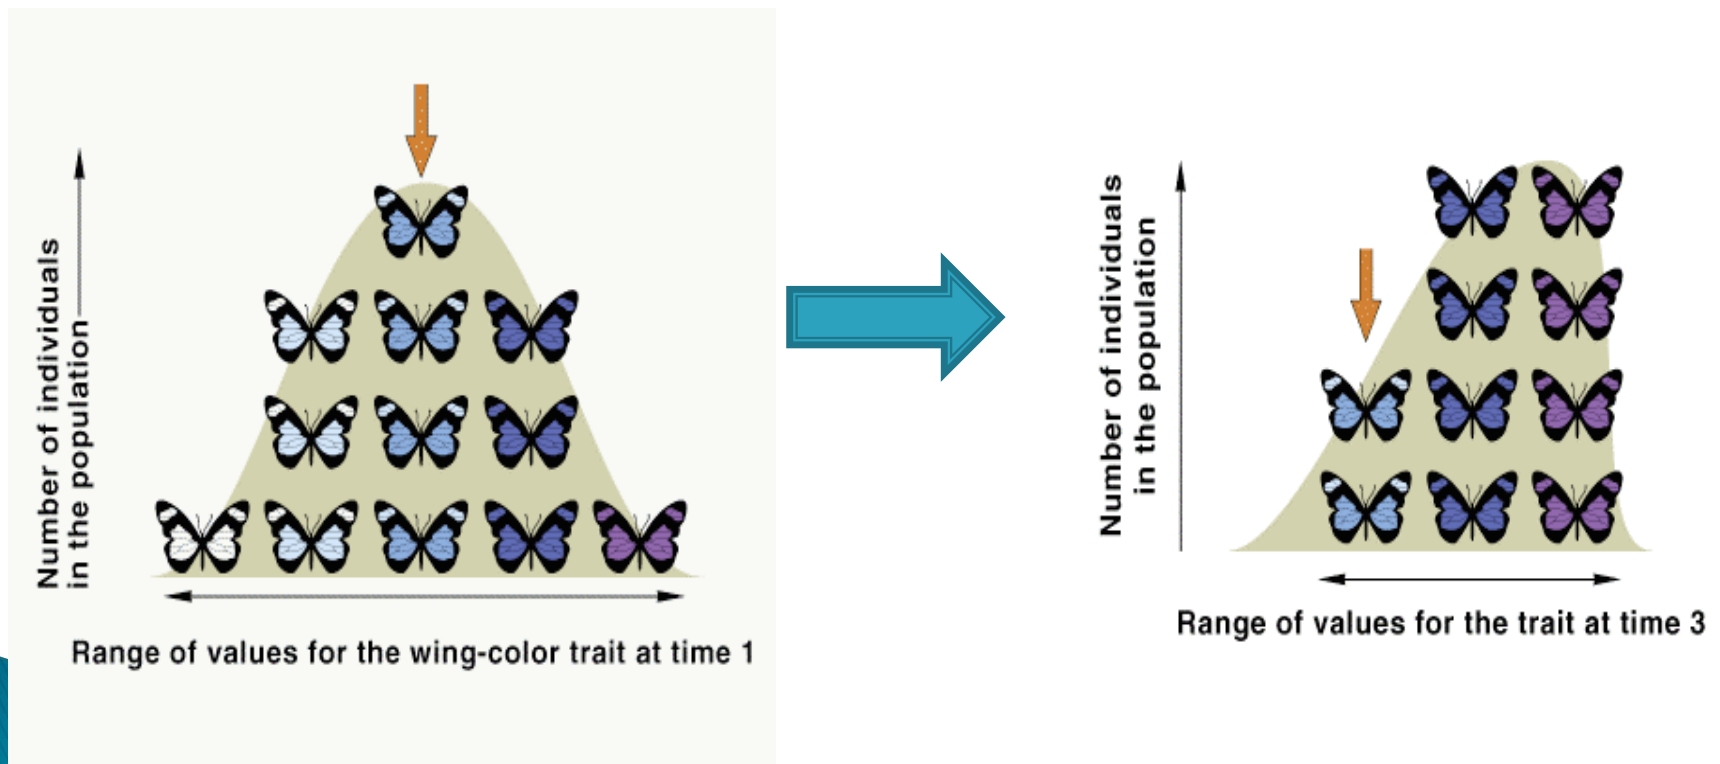 Number of individuals
in the population
Range of values for the wing-color trait at time 1
Number of individuals
in the population
Range of values for the trait at time 3